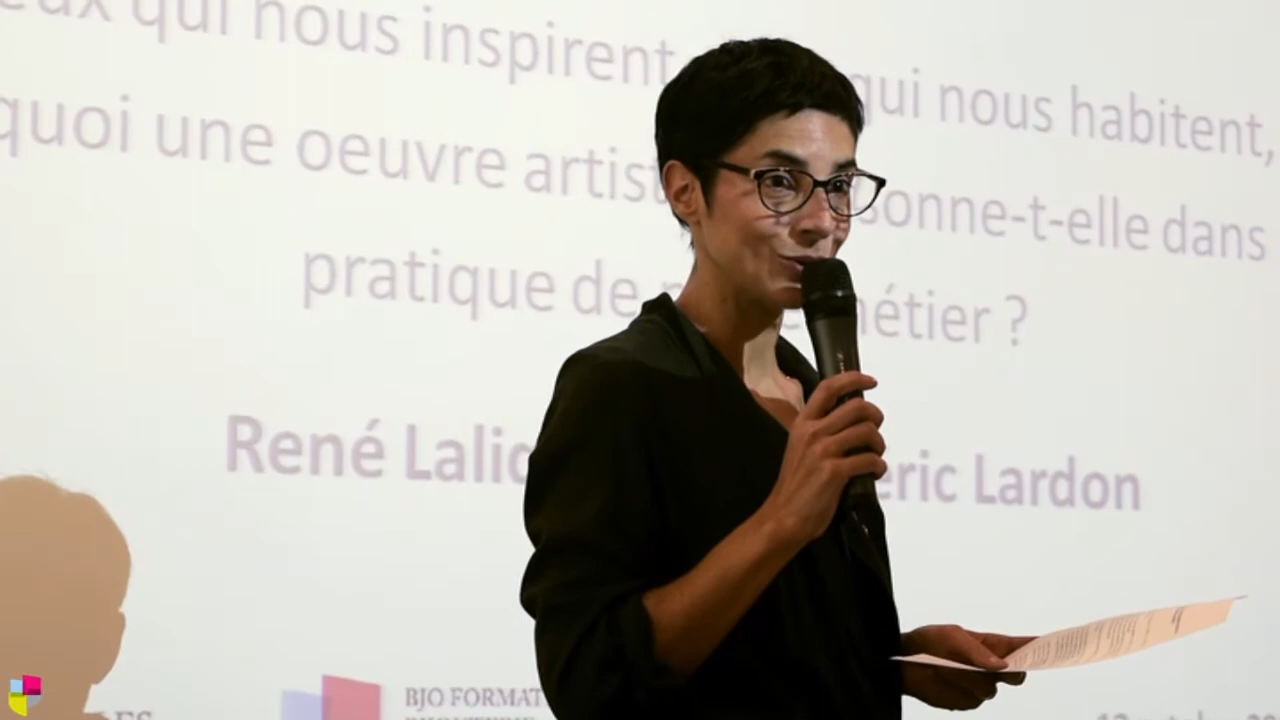 eux qui nous inspirent qui nous habitent,
quoi une oeuvre artist sonne-t-elle dans
pratique de métier ?
René Lalic éric Lardon
BJO FORMAT